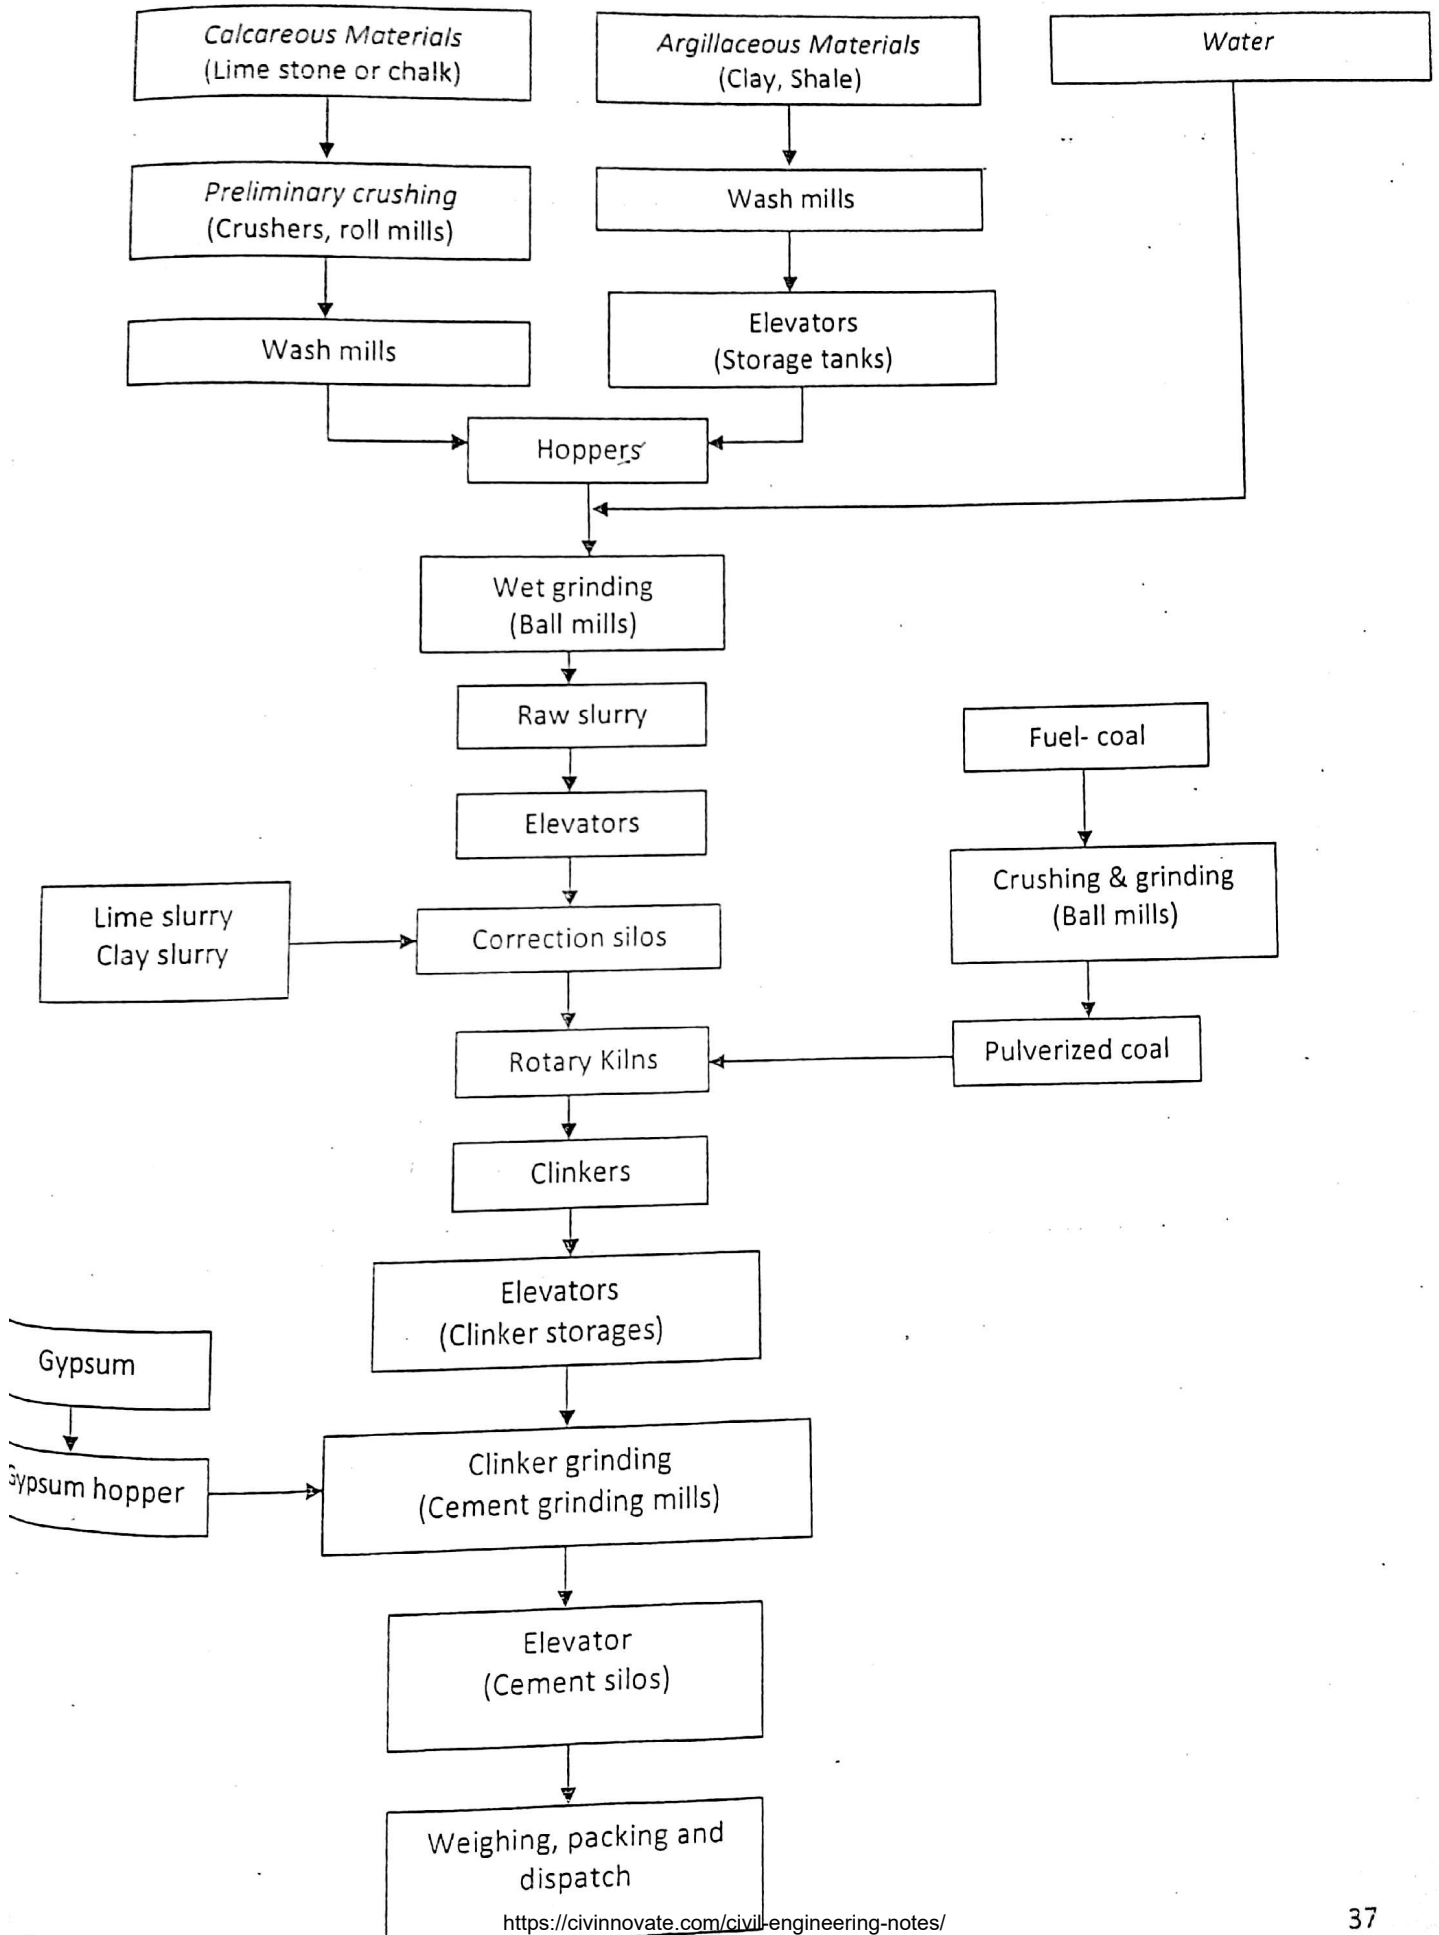 Calcareous Materials
(Lime stone or chalk)
Argillaceous Materials
(Clay, Shale)
Water
Preliminary crushing
(Crushers, roll mills)
Wash mills
Wash mills
Elevators
(Storage tanks)
Hoppers
Wet grinding
(Ball mills)
Raw slurry
Fuel- coal
Elevators
Crushing & grinding
(Ball mills)
Lime slurry
Clay slurry
Correction silos
Rotary Kilns
Pulverized coal
Clinkers
Elevators
(Clinker storages)
Gypsum
Gypsum hopper
Clinker grinding
(Cement grinding mills)
Elevator
(Cement silos)
Weighing, packing and
dispatch
https://civinnovate.com/civil-engineering-notes/
37